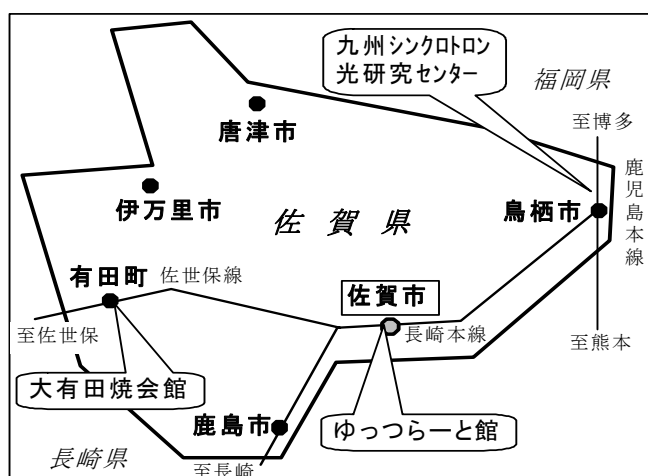 九州シンクロトロン
光研究センター
福岡県
至博多
唐津市
鹿児島本線
伊万里市
佐賀県
鳥栖市
有田町
佐世保線
佐賀市
至佐世保
長崎本線
至熊本
大有田焼会館
鹿島市
ゆっつらーと館
長崎県
至長崎